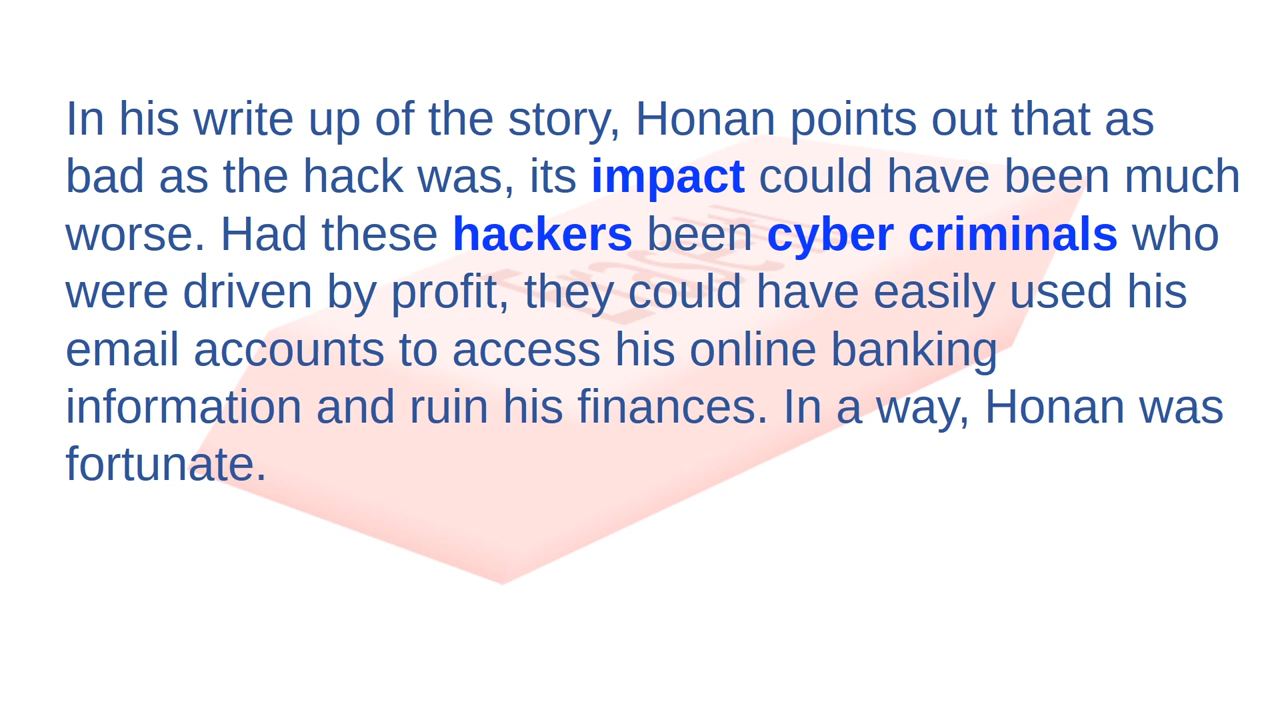 In his write up of the story, Honan points out that as
bad as the hack was, its impact could have been much
worse. Had these hackers been cyber criminals who
were driven by profit, they could have easily used his
email accounts to access his online banking
information and ruin his finances. In a way, Honan was
fortunate.